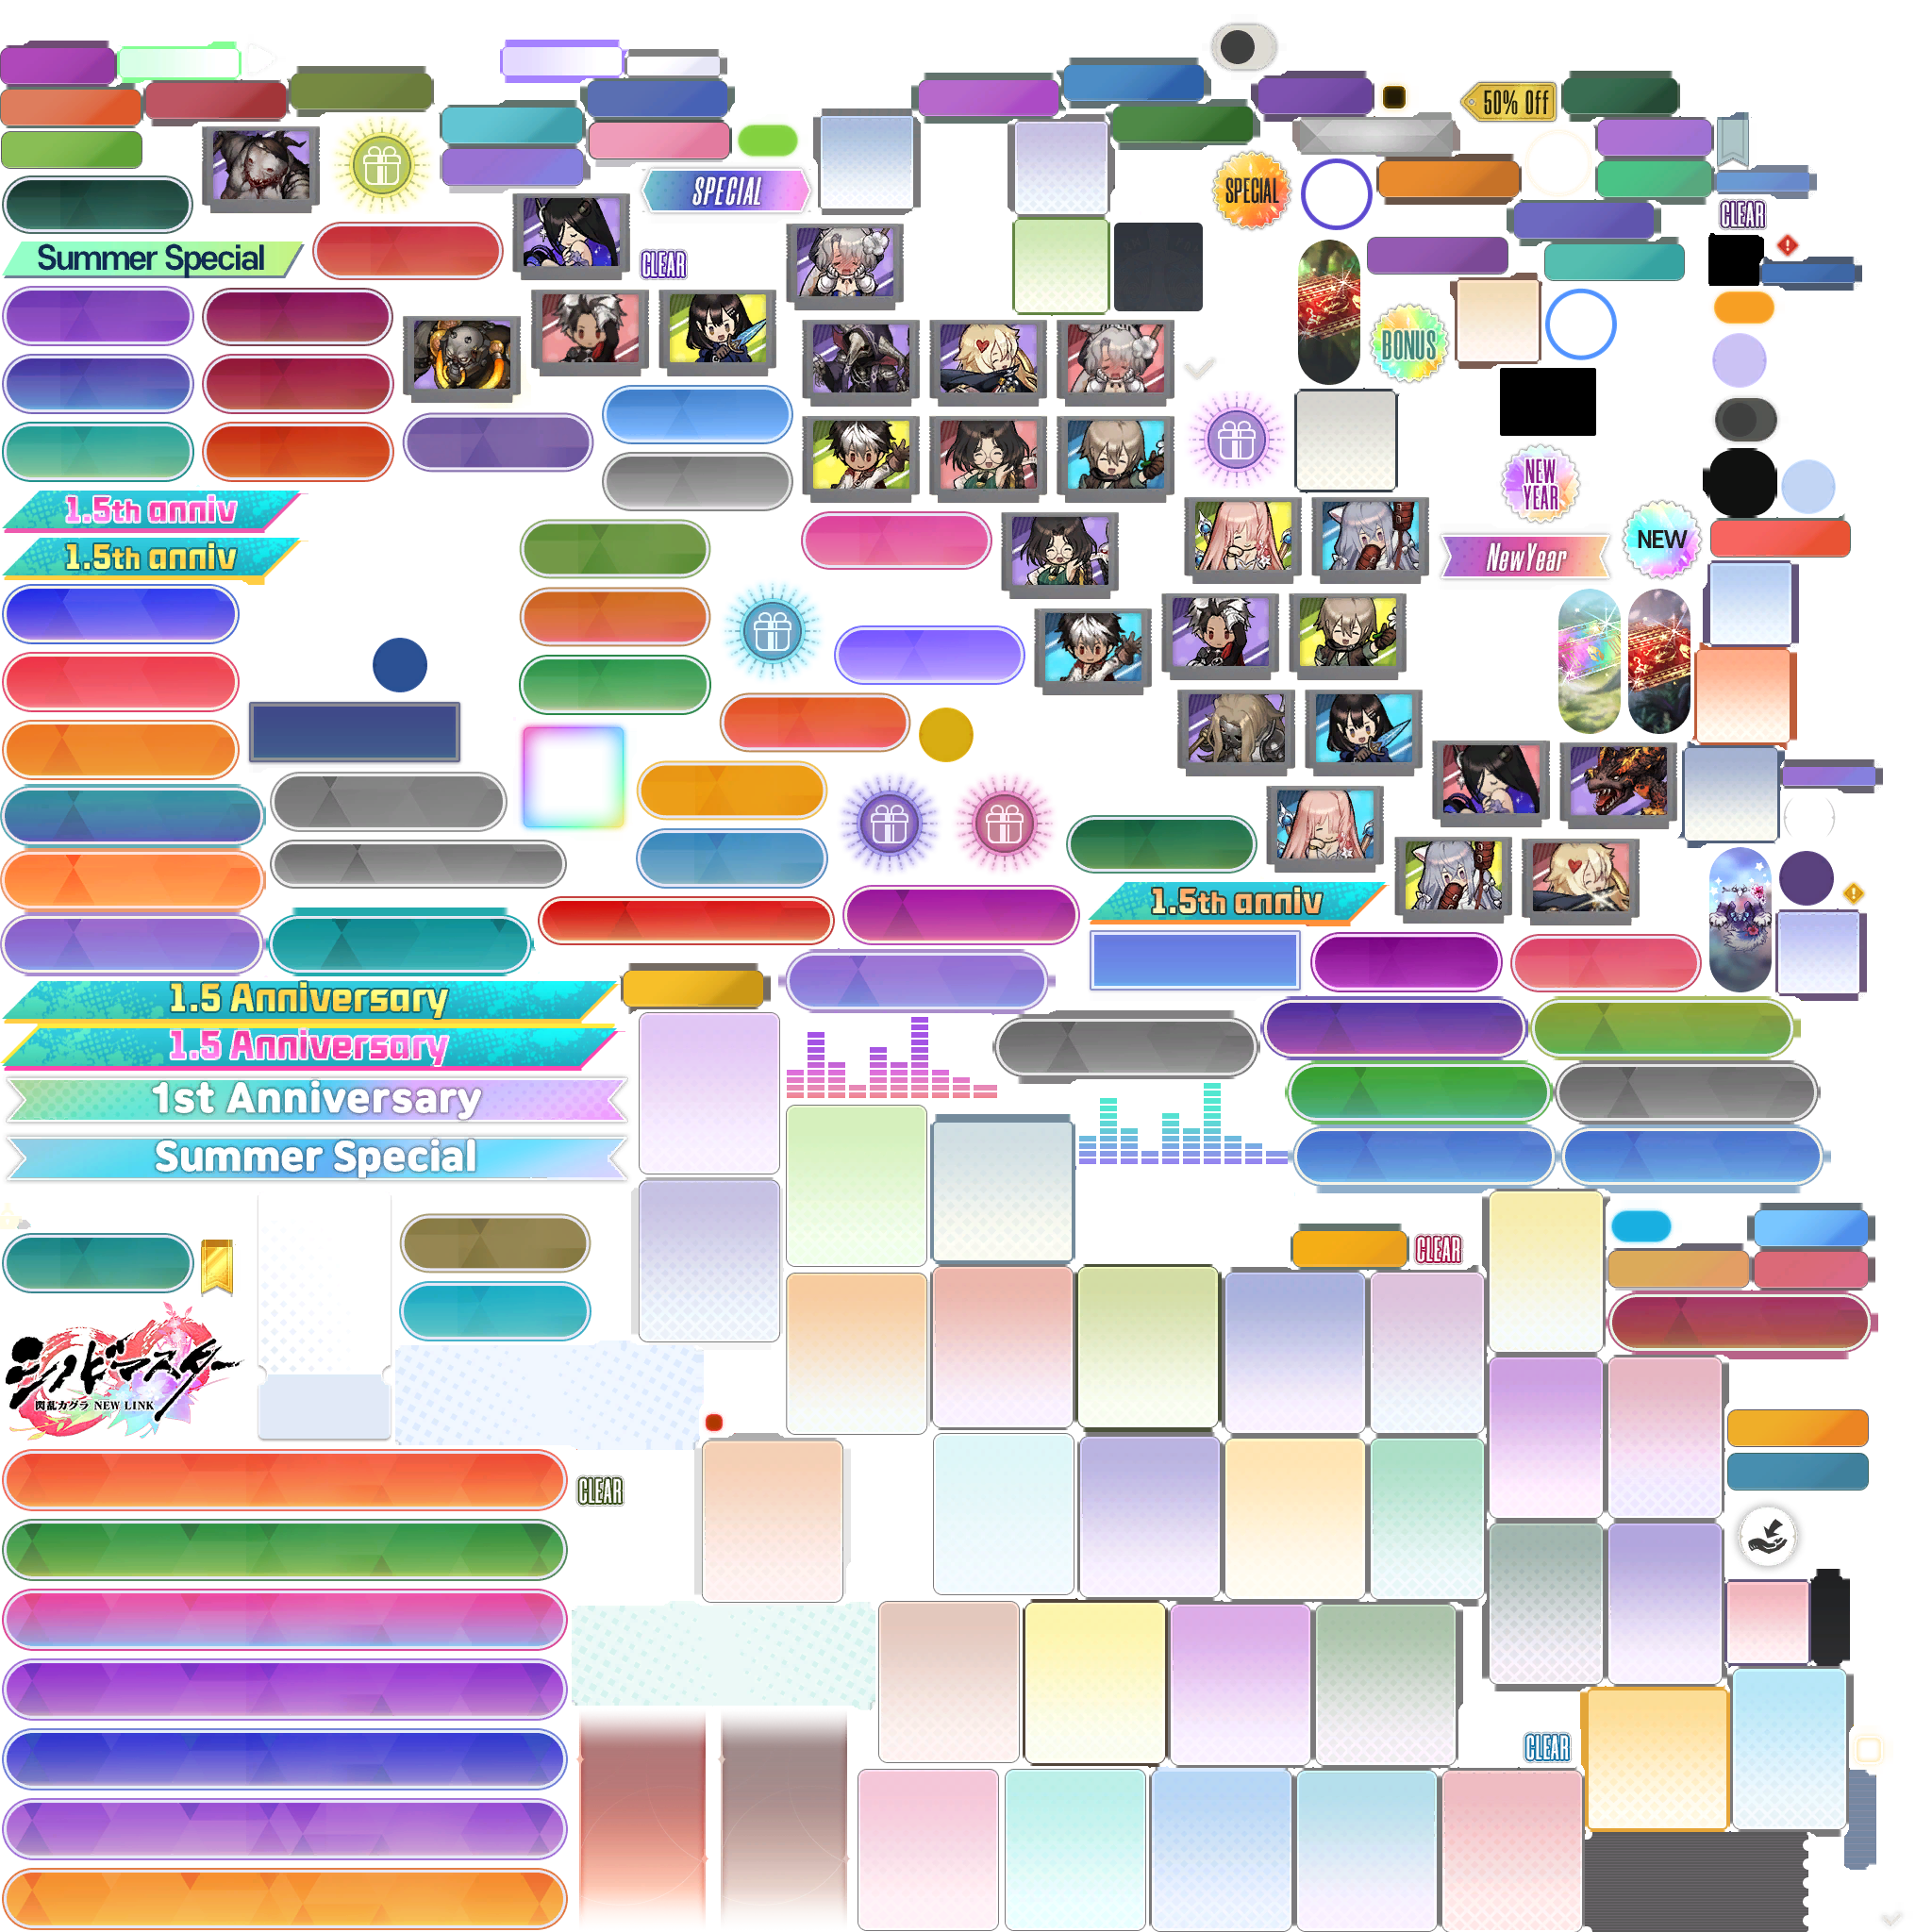 50% Off
SPECIAL
SPECIAL
CLEAR
Summer Special
CLEAR
BONUS
1.5th anniv
NEW
YEAR
NewYear
NEW
1.5th anniv
1.5th anniv
1.5 Anniversary
1.5 Anniversary
1st Anniversary
Summer Special
CLEAR
シノビマスター
閃乱カグラ NEW LINK
CLEAR
CLEAR